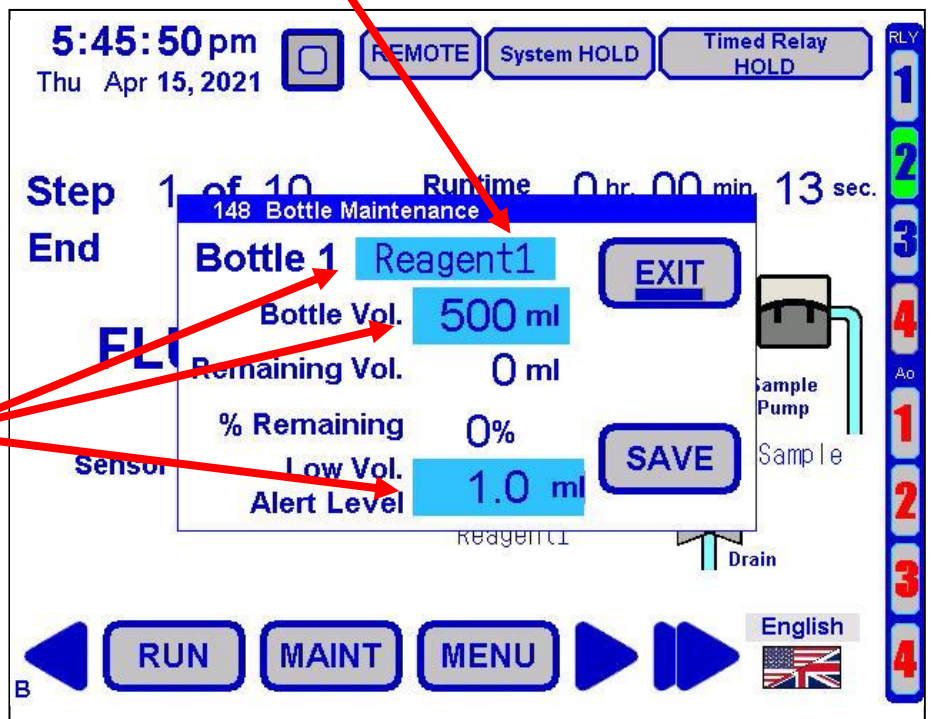 5:45:50 pm
Thu Apr 15, 2021
REMOTE
System HOLD
Timed Relay
HOLD
RLY
1
2
3
4
Ao
1
2
3
4
Step 1 of 10 Runtime 0 hr. 00 min. 13 sec.
End
148 Bottle Maintenance
Bottle 1 Reagent1
EXIT
Bottle Vol. 500 ml
FLU
Remaining Vol. 0 ml
% Remaining 0%
Low Vol.
Alert Level 1.0 ml
SAVE
Sample
Pump
Sample
Sensor
Reagent1
Drain
RUN
MAINT
MENU
English
B